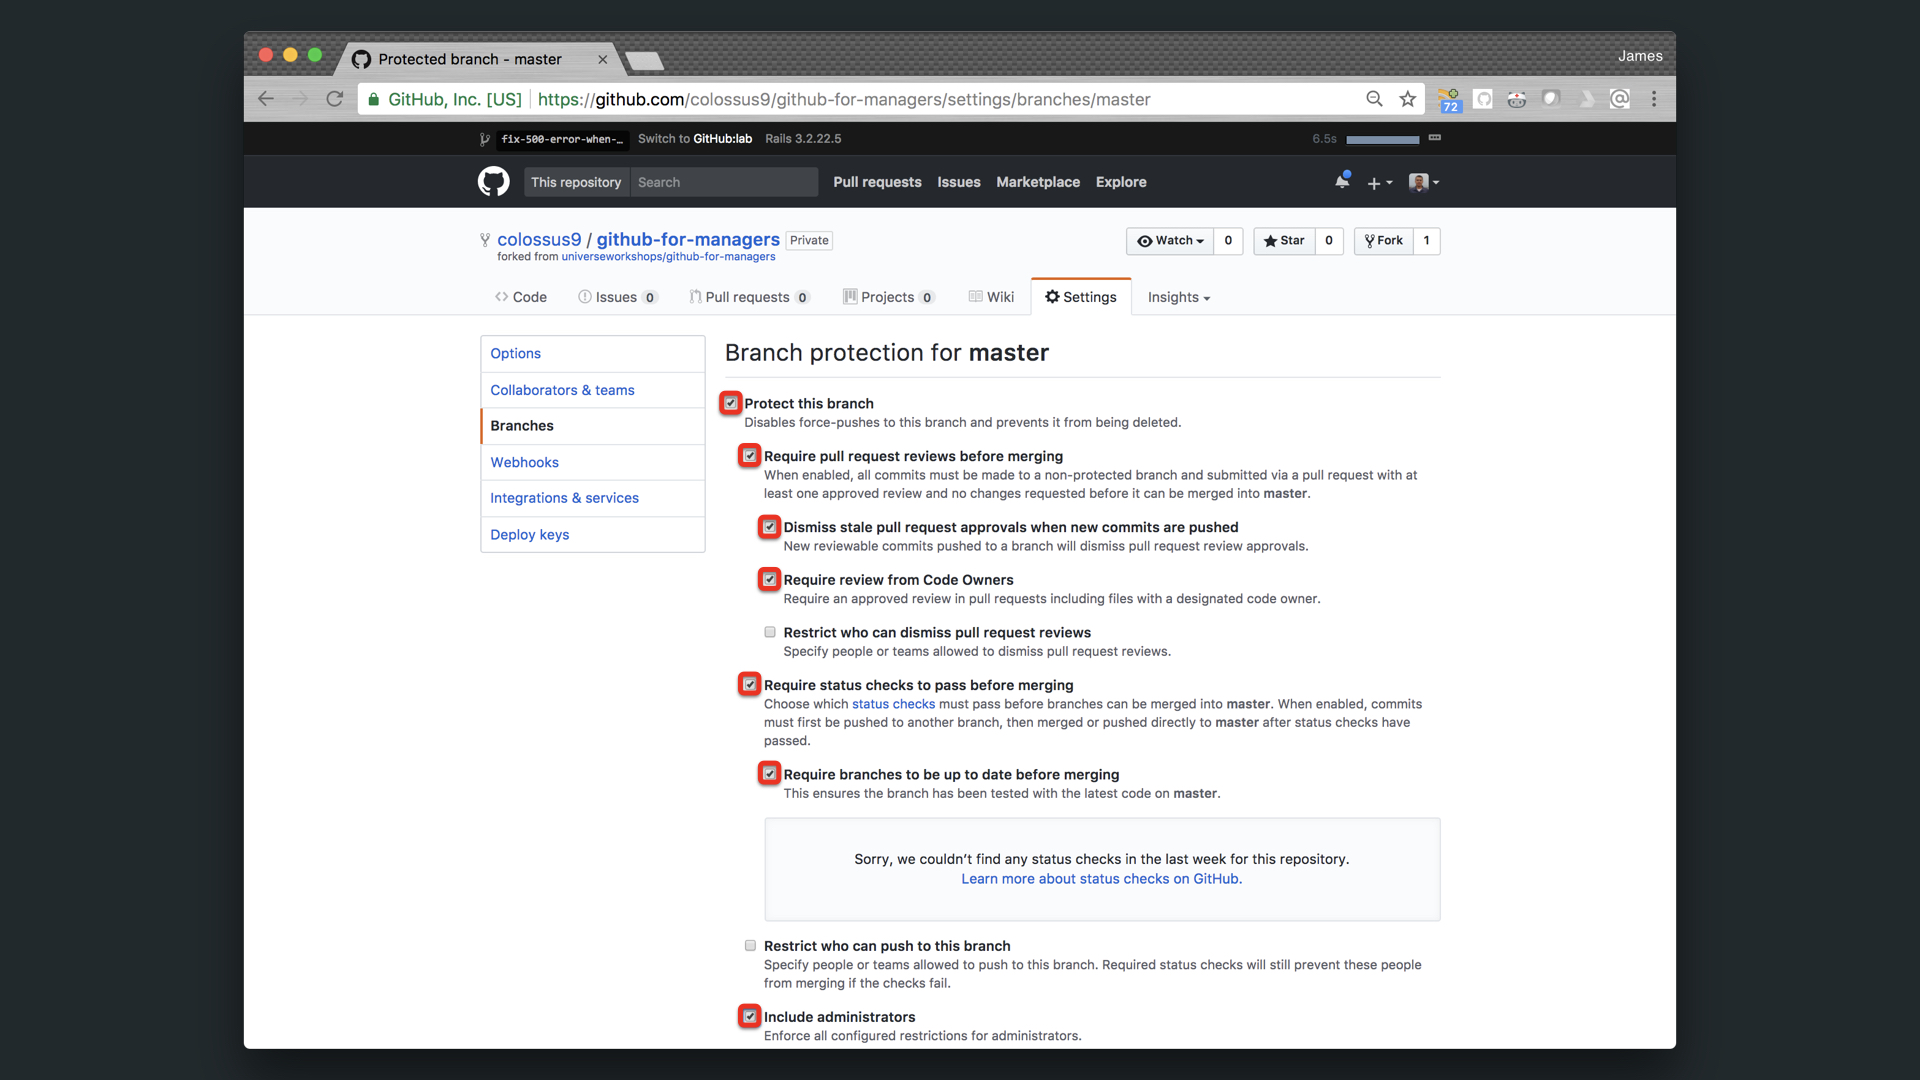 Protected branch - master
James
GitHub, Inc. [US] https://github.com/colossus9/github-for-managers/settings/branches/master
72
fix-500-error-when-… Switch to GitHub:lab Rails 3.2.22.5 6.5s
This repository Search Pull requests Issues Marketplace Explore
colossus9 / github-for-managers Private Watch 0 Star 0 Fork 1
forked from universeworkshops/github-for-managers
Code Issues 0 Pull requests 0 Projects 0 Wiki Settings Insights
Options
Collaborators & teams
Branches
Webhooks
Integrations & services
Deploy keys
Branch protection for master
Protect this branch
Disables force-pushes to this branch and prevents it from being deleted.
Require pull request reviews before merging
When enabled, all commits must be made to a non-protected branch and submitted via a pull request with at
least one approved review and no changes requested before it can be merged into master.
Dismiss stale pull request approvals when new commits are pushed
New reviewable commits pushed to a branch will dismiss pull request review approvals.
Require review from Code Owners
Require an approved review in pull requests including files with a designated code owner.
Restrict who can dismiss pull request reviews
Specify people or teams allowed to dismiss pull request reviews.
Require status checks to pass before merging
Choose which status checks must pass before branches can be merged into master. When enabled, commits
must first be pushed to another branch, then merged or pushed directly to master after status checks have
passed.
Require branches to be up to date before merging
This ensures the branch has been tested with the latest code on master.
Sorry, we couldn't find any status checks in the last week for this repository.
Learn more about status checks on GitHub.
Restrict who can push to this branch
Specify people or teams allowed to push to this branch. Required status checks will still prevent these people
from merging if the checks fail.
Include administrators
Enforce all configured restrictions for administrators.